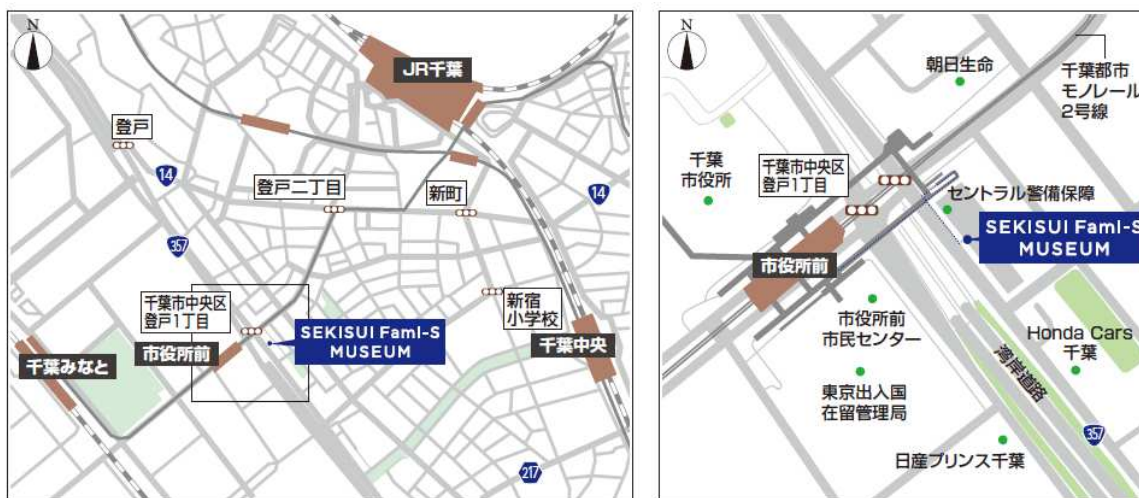 N
JR千葉
登戸
14
登戸二丁目
新町
14
357
千葉市中央区
登戸1丁目
新宿
小学校
SEKISUI Fami-S
MUSEUM
千葉中央
市役所前
千葉みなと
217
N
朝日生命
千葉都市
モノレール
2号線
千葉
市役所
千葉市中央区
登戸1丁目
セントラル警備保障
SEKISUI Fami-S
MUSEUM
市役所前
市役所前
市民センター
Honda Cars
千葉
湾岸道路
東京出入国
在留管理局
357
日産プリンス千葉